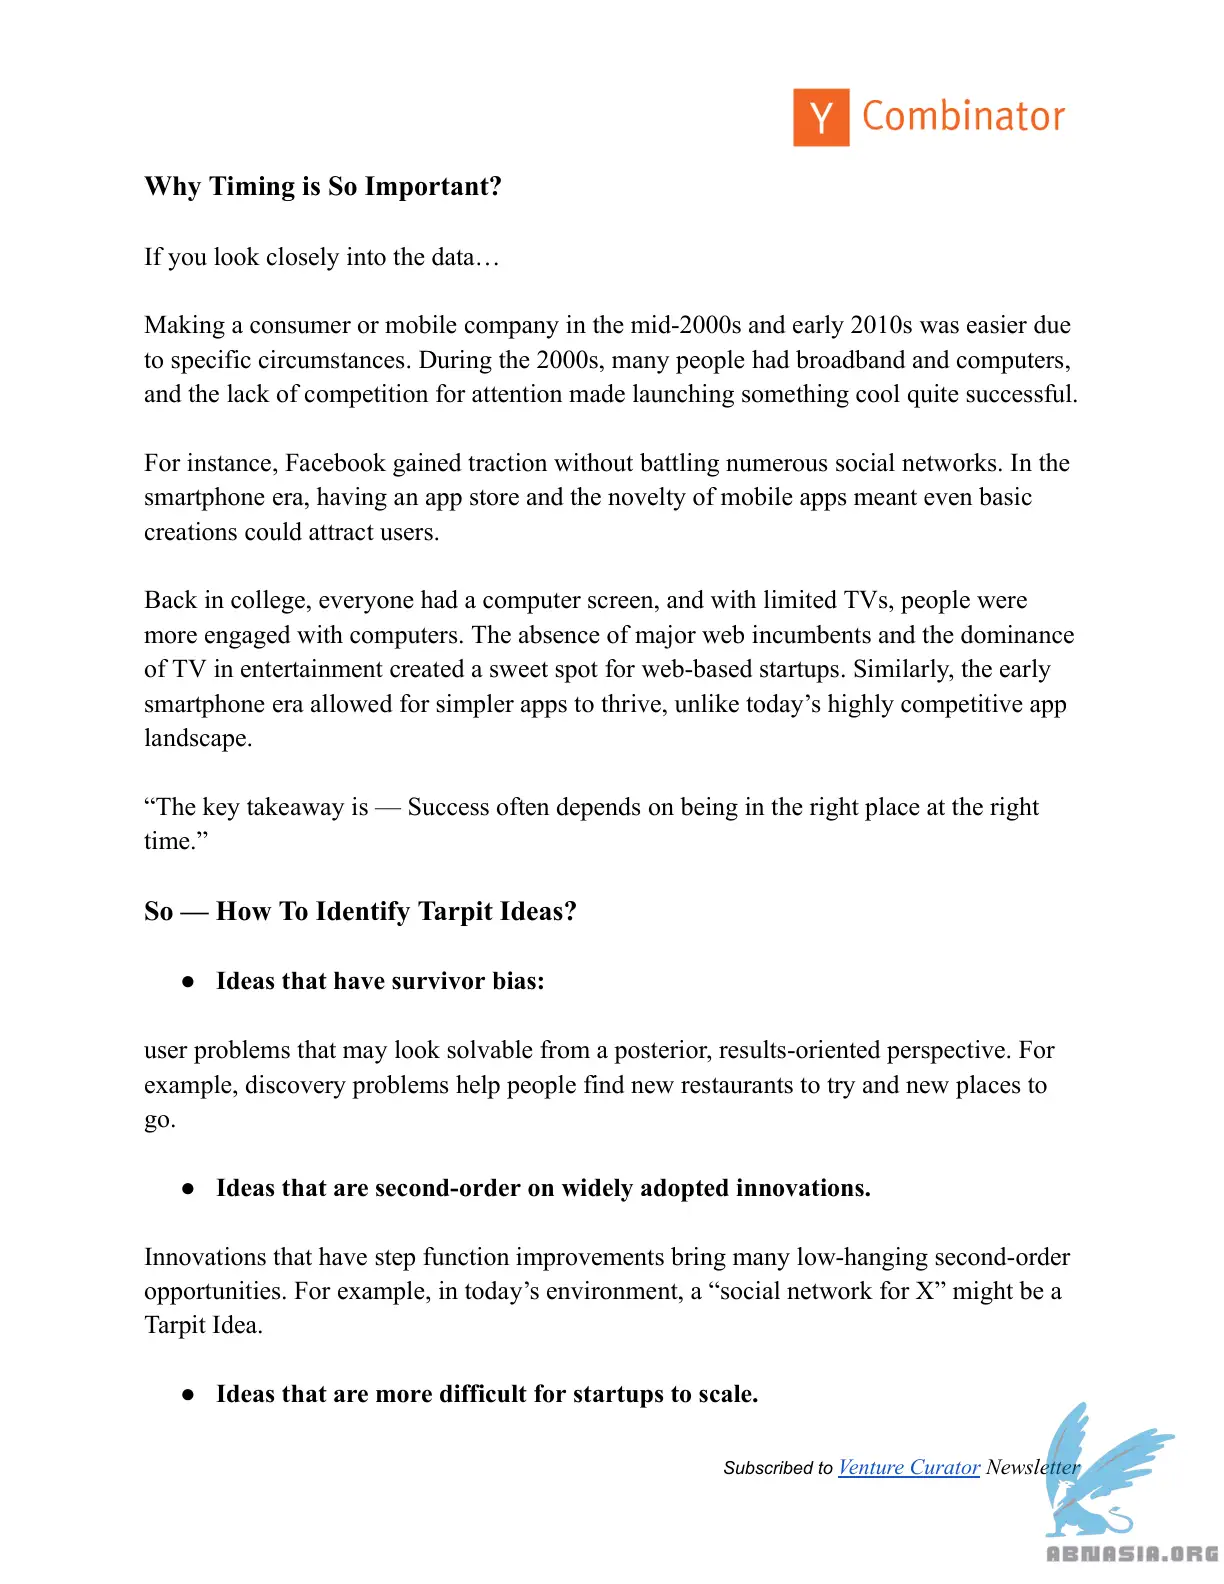 Y Combinator
Why Timing is So Important?
If you look closely into the data…
Making a consumer or mobile company in the mid-2000s and early 2010s was easier due
to specific circumstances. During the 2000s, many people had broadband and computers,
and the lack of competition for attention made launching something cool quite successful.
For instance, Facebook gained traction without battling numerous social networks. In the
smartphone era, having an app store and the novelty of mobile apps meant even basic
creations could attract users.
Back in college, everyone had a computer screen, and with limited TVs, people were
more engaged with computers. The absence of major web incumbents and the dominance
of TV in entertainment created a sweet spot for web-based startups. Similarly, the early
smartphone era allowed for simpler apps to thrive, unlike today’s highly competitive app
landscape.
“The key takeaway is — Success often depends on being in the right place at the right
time.”
So — How To Identify Tarpit Ideas?
● Ideas that have survivor bias:
user problems that may look solvable from a posterior, results-oriented perspective. For
example, discovery problems help people find new restaurants to try and new places to
go.
● Ideas that are second-order on widely adopted innovations.
Innovations that have step function improvements bring many low-hanging second-order
opportunities. For example, in today’s environment, a “social network for X” might be a
Tarpit Idea.
● Ideas that are more difficult for startups to scale.
Subscribed to Venture Curator Newsletter
ABNASIA.ORG